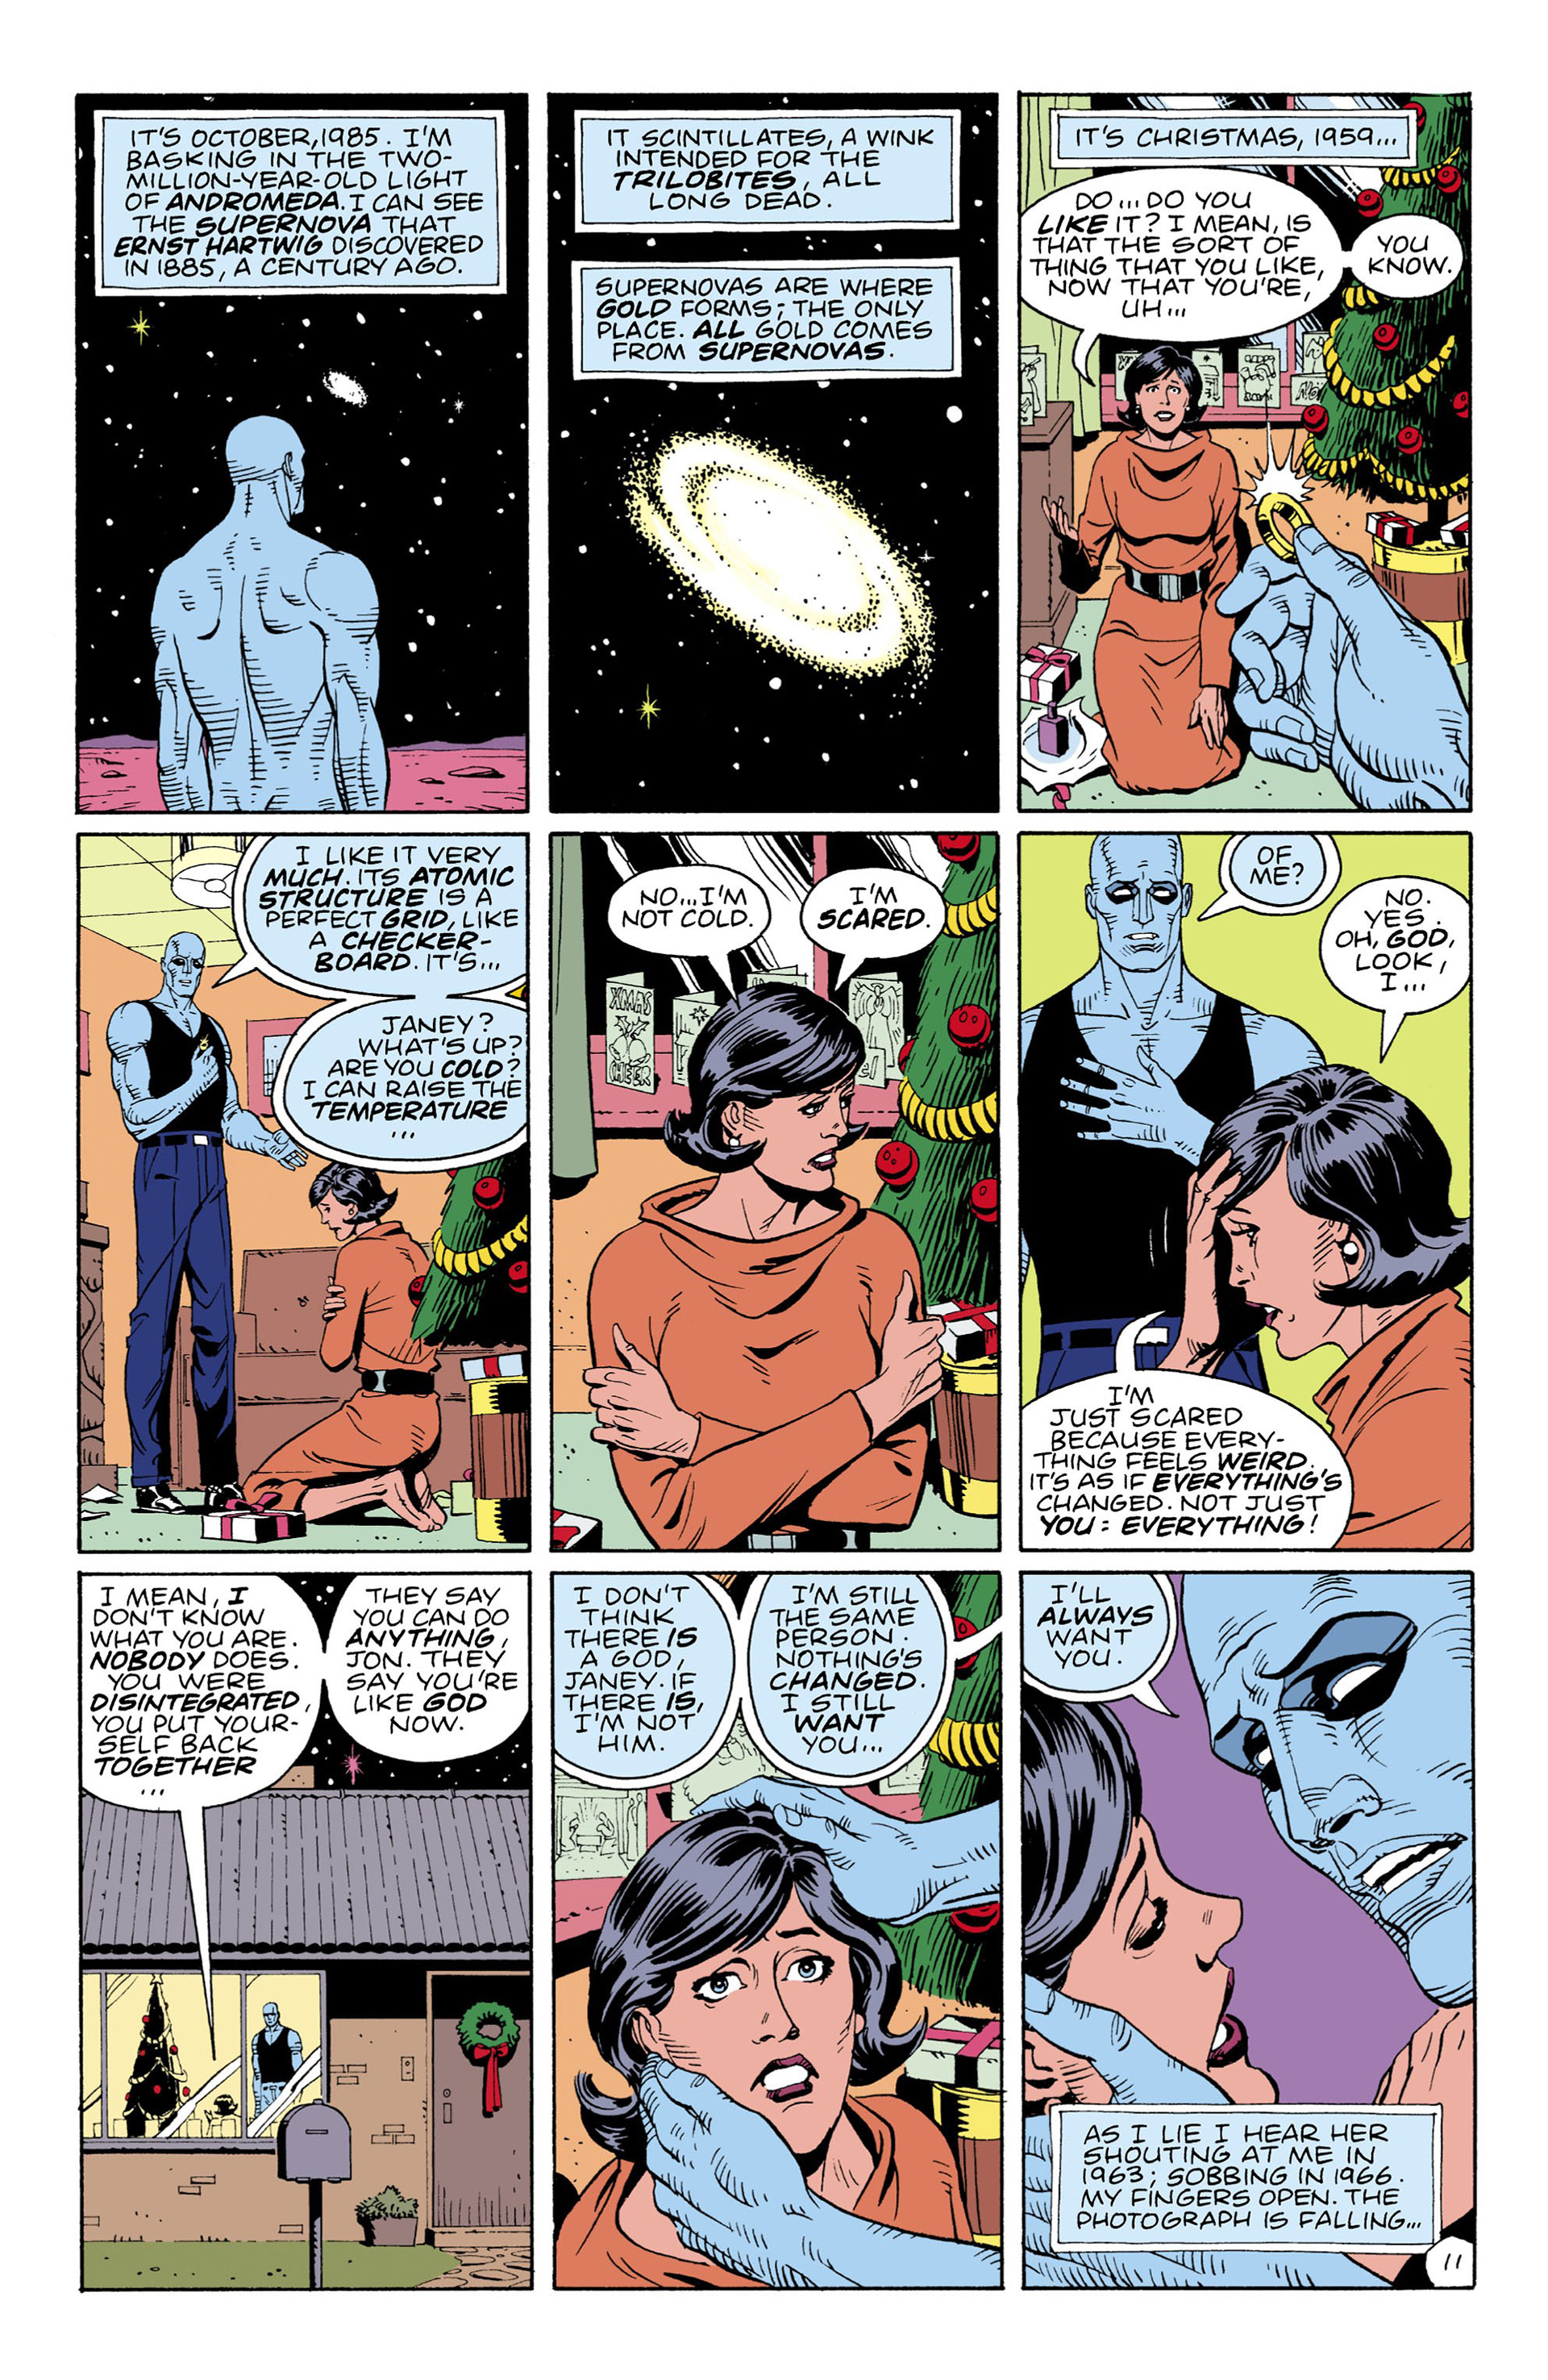 IT'S OCTOBER, 1985. I'M
BASKING IN THE TWO-
MILLION-YEAR-OLD LIGHT
OF ANDROMEDA. I CAN SEE
THE SUPERNOVA THAT
ERNST HARTWIG DISCOVERED
IN 1885, A CENTURY AGO.
IT SCINTILLATES, A WINK
INTENDED FOR THE
TRILOBITES, ALL
LONG DEAD.
SUPERNOVAS ARE WHERE
GOLD FORMS; THE ONLY
PLACE. ALL GOLD COMES
FROM SUPERNOVAS.
IT'S CHRISTMAS, 1959...
DO... DO YOU
LIKE IT? I MEAN, IS
THAT THE SORT OF
THING THAT YOU LIKE,
NOW THAT YOU'RE,
UH...
YOU
KNOW.
I LIKE IT VERY
MUCH. ITS ATOMIC
STRUCTURE IS A
PERFECT GRID, LIKE
A CHECKER-
BOARD. IT'S...
JANEY?
WHAT'S UP?
ARE YOU COLD?
I CAN RAISE THE
TEMPERATURE
...
NO...I'M
NOT COLD.
I'M
SCARED.
XMAS
CHEER
OF
ME?
NO.
YES.
OH, GOD,
LOOK,
I...
I'M
JUST SCARED
BECAUSE EVERY-
THING FEELS WEIRD.
IT'S AS IF EVERYTHING'S
CHANGED. NOT JUST
YOU: EVERYTHING!
I MEAN, I
DON'T KNOW
WHAT YOU ARE.
NOBODY DOES.
YOU WERE
DISINTEGRATED,
YOU PUT YOUR-
SELF BACK
TOGETHER
...
THEY SAY
YOU CAN DO
ANYTHING,
JON. THEY
SAY YOU'RE
LIKE GOD
NOW.
I DON'T
THINK
THERE IS
A GOD,
JANEY. IF
THERE IS,
I'M NOT
HIM.
I'M STILL
THE SAME
PERSON.
NOTHING'S
CHANGED.
I STILL
WANT
YOU...
I'LL
ALWAYS
WANT
YOU.
AS I LIE I HEAR HER
SHOUTING AT ME IN
1963; SOBBING IN 1966.
MY FINGERS OPEN. THE
PHOTOGRAPH IS FALLING...
11